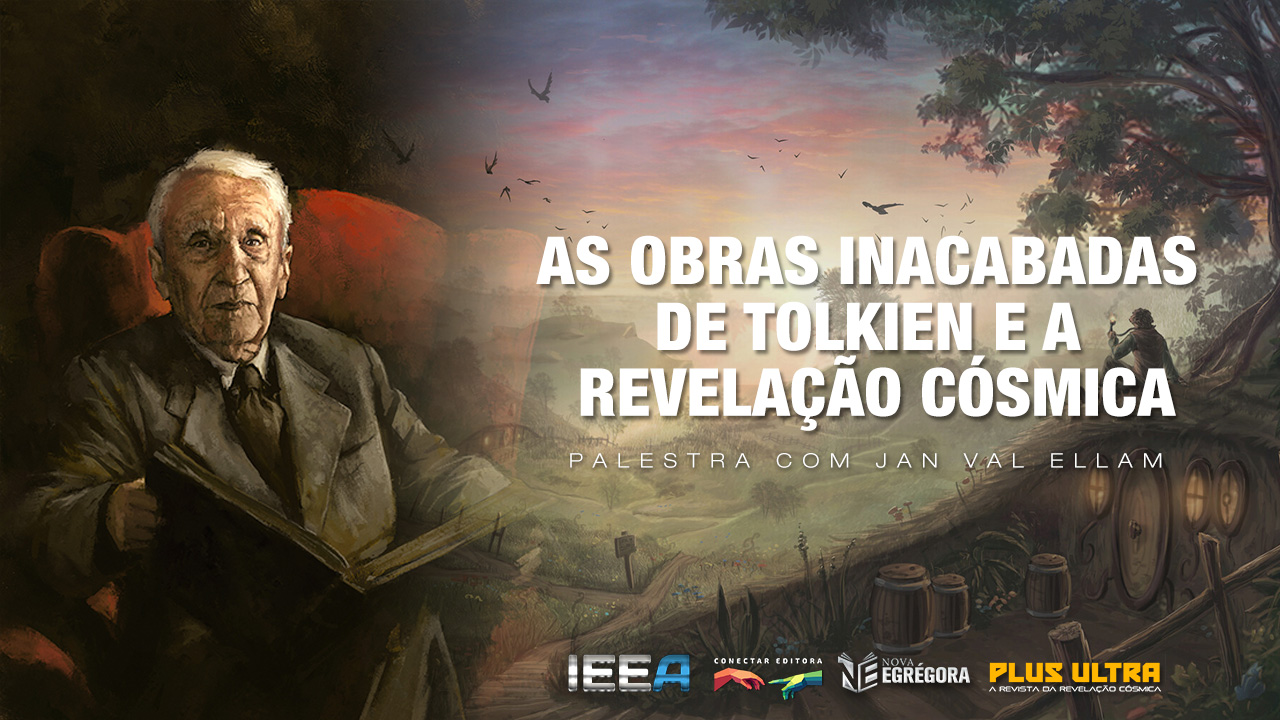 AS OBRAS INACABADAS
DE TOLKIEN E A
REVELAÇÃO CÓSMICA
PALESTRA COM JAN VAL ELLAM
IEEA
CONECTAR EDITORA
NE NOVA
EGRÉGORA
PLUS ULTRA
A REVISTA DA REVELAÇÃO CÓSMICA